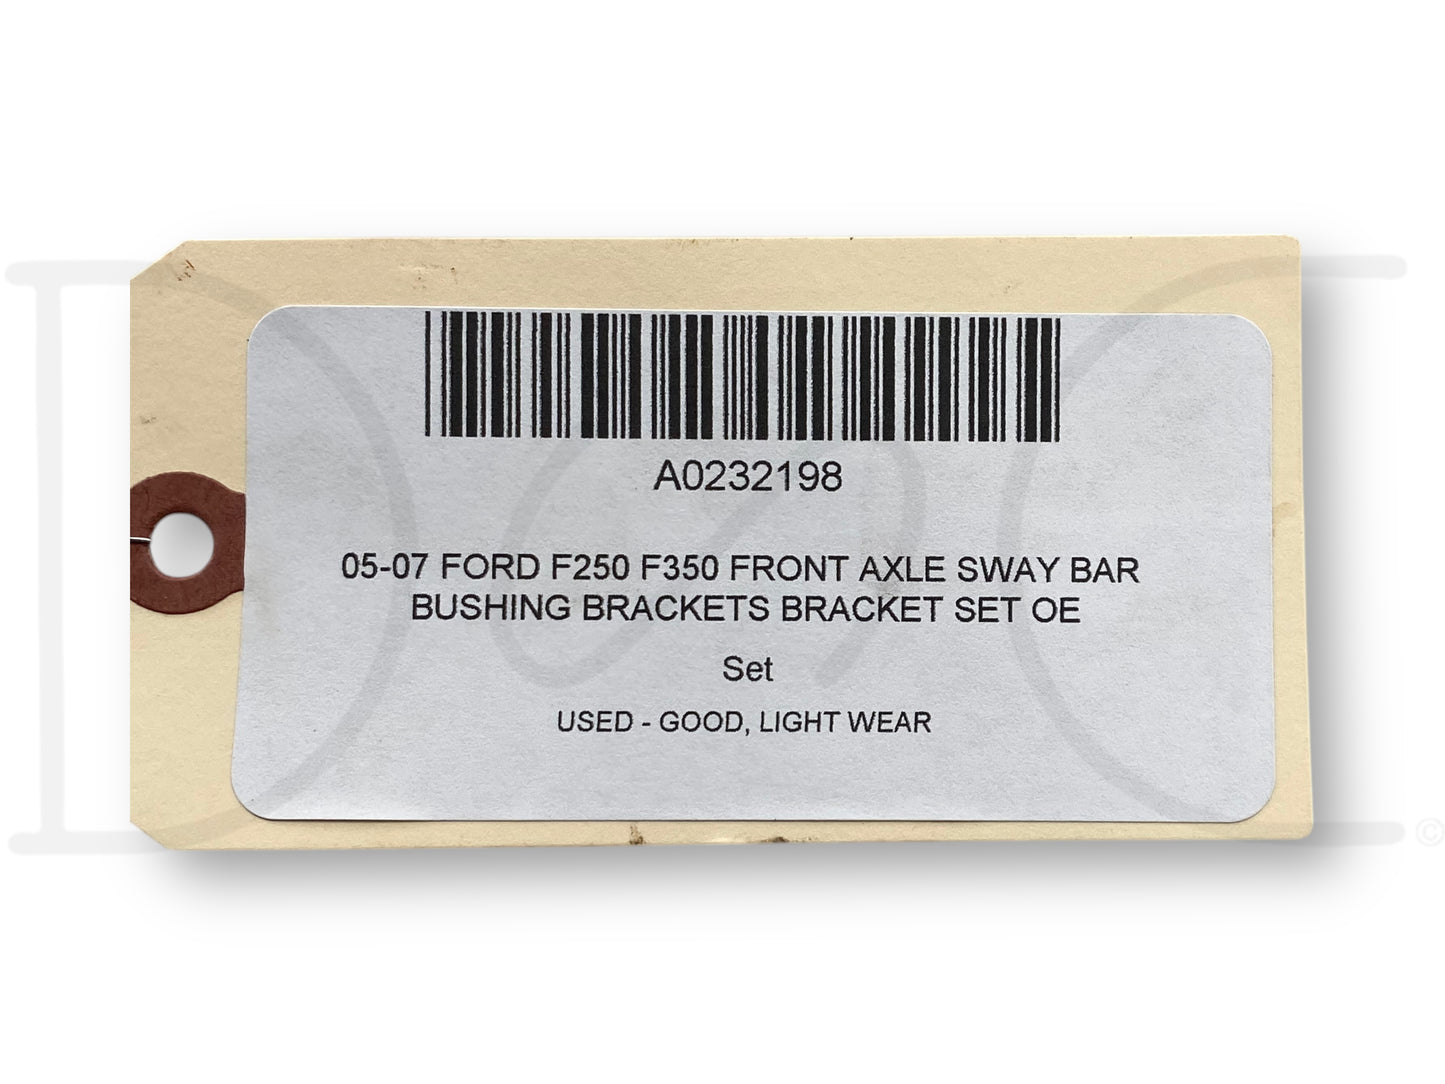 A0232198
05-07 FORD F250 F350 FRONT AXLE SWAY BAR
BUSHING BRACKETS BRACKET SET OE
Set
USED - GOOD, LIGHT WEAR
©